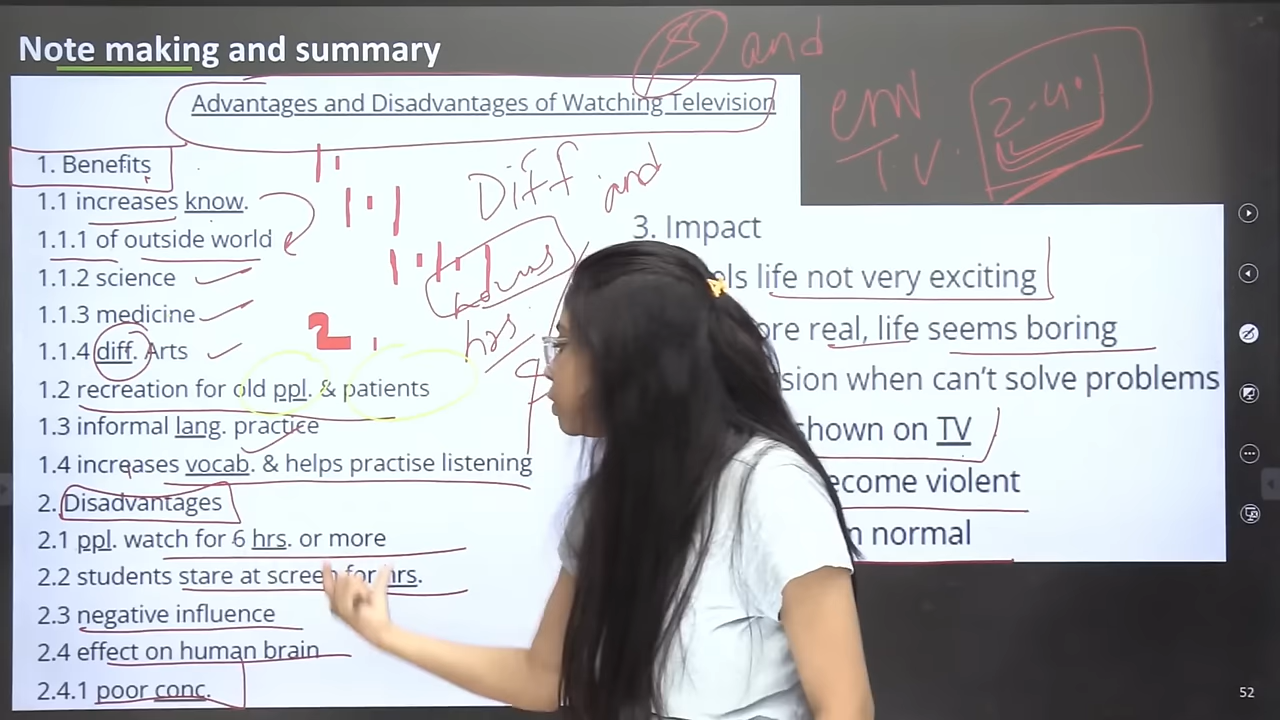 Note making and summary
and
Advantages and Disadvantages of Watching Television
2.4.1
TV.
1. Benefits
1.1 increases know.
1.1.1 of outside world
1.1.2 science
1.1.3 medicine
1.1.4 diff. Arts
1.2 recreation for old ppl. & patients
1.3 informal lang. practice
1.4 increases vocab. & helps practise listening
2. Disadvantages
2.1 ppl. watch for 6 hrs. or more
2.2 students stare at screen for hrs.
2.3 negative influence
2.4 effect on human brain
2.4.1 poor conc.
Diff and
hrs.
2
3. Impact
life not very exciting
real, life seems boring
when can't solve problems
shown on TV
violent
normal
52